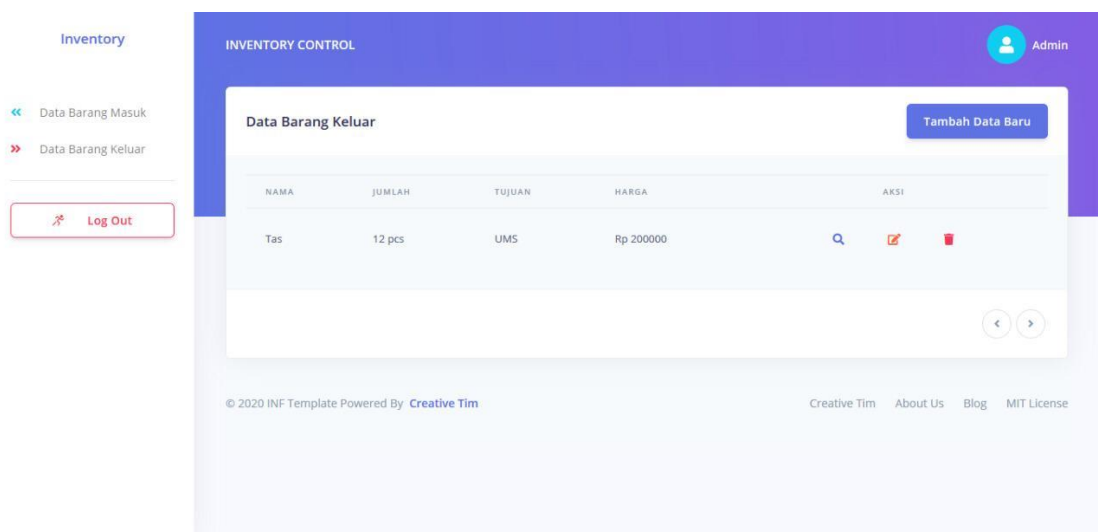 Inventory
Data Barang Masuk
Data Barang Keluar
Log Out
INVENTORY CONTROL
Admin
Data Barang Keluar
Tambah Data Baru
NAMA JUMLAH TUJUAN HARGA AKSI
Tas 12 pcs UMS Rp 200000
© 2020 INF Template Powered By Creative Tim
Creative Tim About Us Blog MIT License